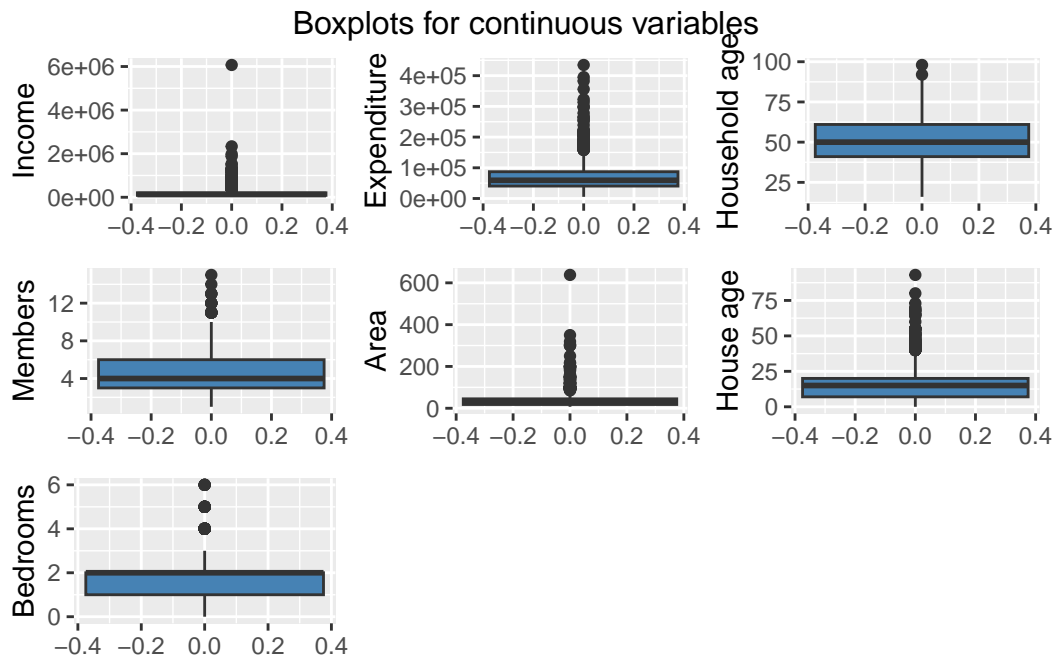 Boxplots for continuous variables
Income
6e+06
4e+06
2e+06
0e+00
−0.4 −0.2 0.0 0.2 0.4
Expenditure
4e+05
3e+05
2e+05
1e+05
0e+00
−0.4 −0.2 0.0 0.2 0.4
Household age
100
75
50
25
−0.4 −0.2 0.0 0.2 0.4
Members
12
8
4
−0.4 −0.2 0.0 0.2 0.4
Area
600
400
200
0
−0.4 −0.2 0.0 0.2 0.4
House age
75
50
25
0
−0.4 −0.2 0.0 0.2 0.4
Bedrooms
6
4
2
0
−0.4 −0.2 0.0 0.2 0.4